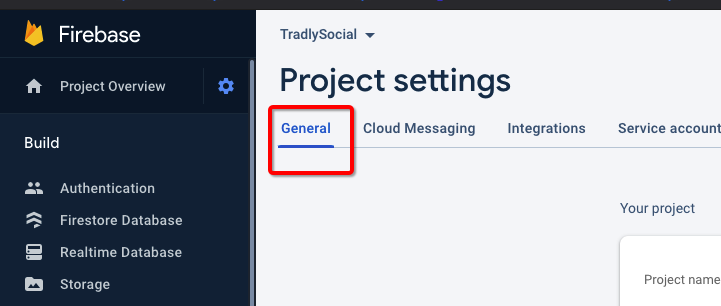 Firebase
Project Overview
Build
Authentication
Firestore Database
Realtime Database
Storage
TradlySocial
Project settings
General
Cloud Messaging
Integrations
Service account
Your project
Project name